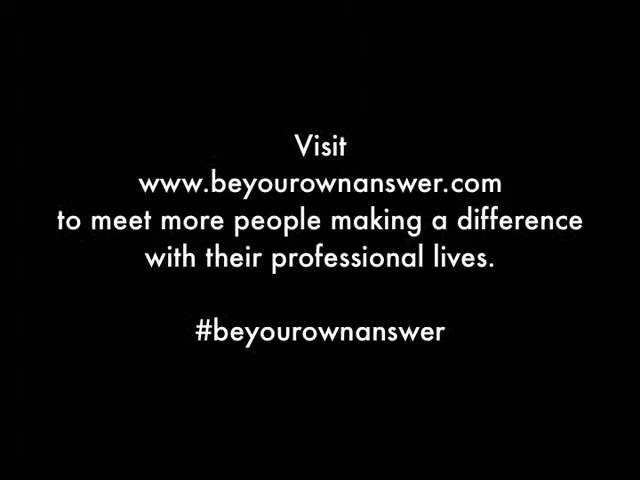 Visit
www.beyourownanswer.com
to meet more people making a difference
with their professional lives.
#beyourownanswer